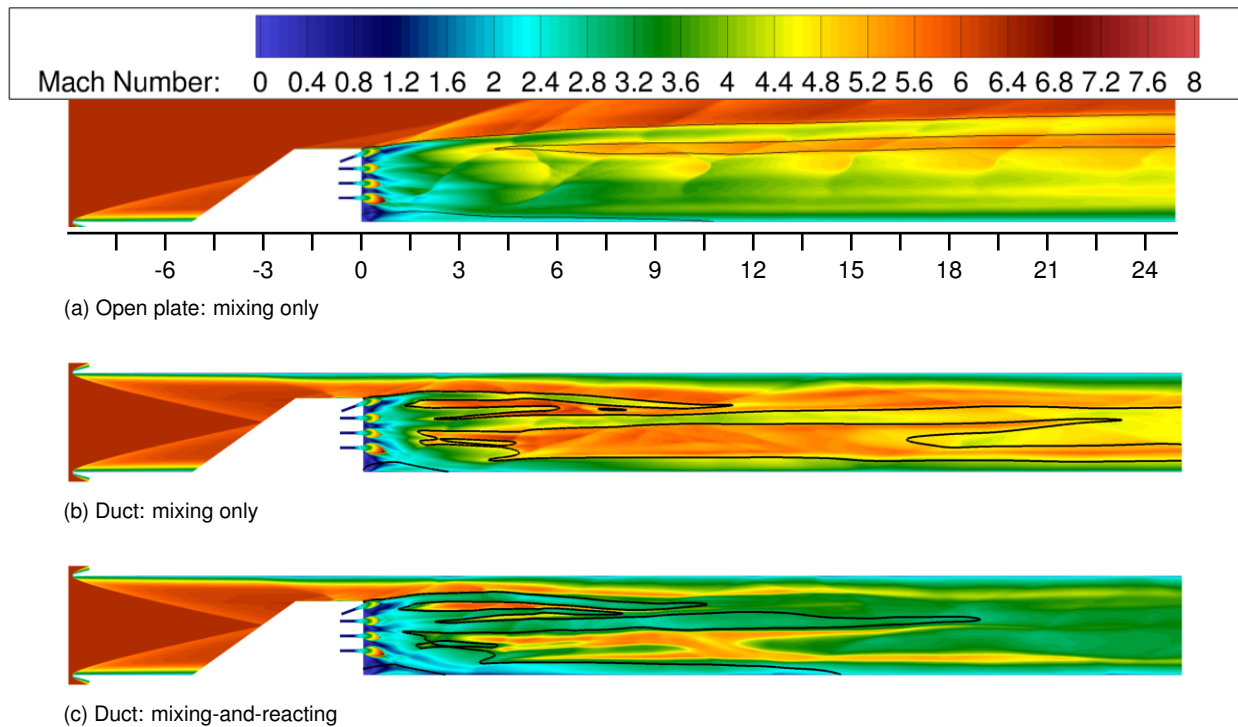 Mach Number: 0 0.4 0.8 1.2 1.6 2 2.4 2.8 3.2 3.6 4 4.4 4.8 5.2 5.6 6 6.4 6.8 7.2 7.6 8
-6 -3 0 3 6 9 12 15 18 21 24
(a) Open plate: mixing only
(b) Duct: mixing only
(c) Duct: mixing-and-reacting